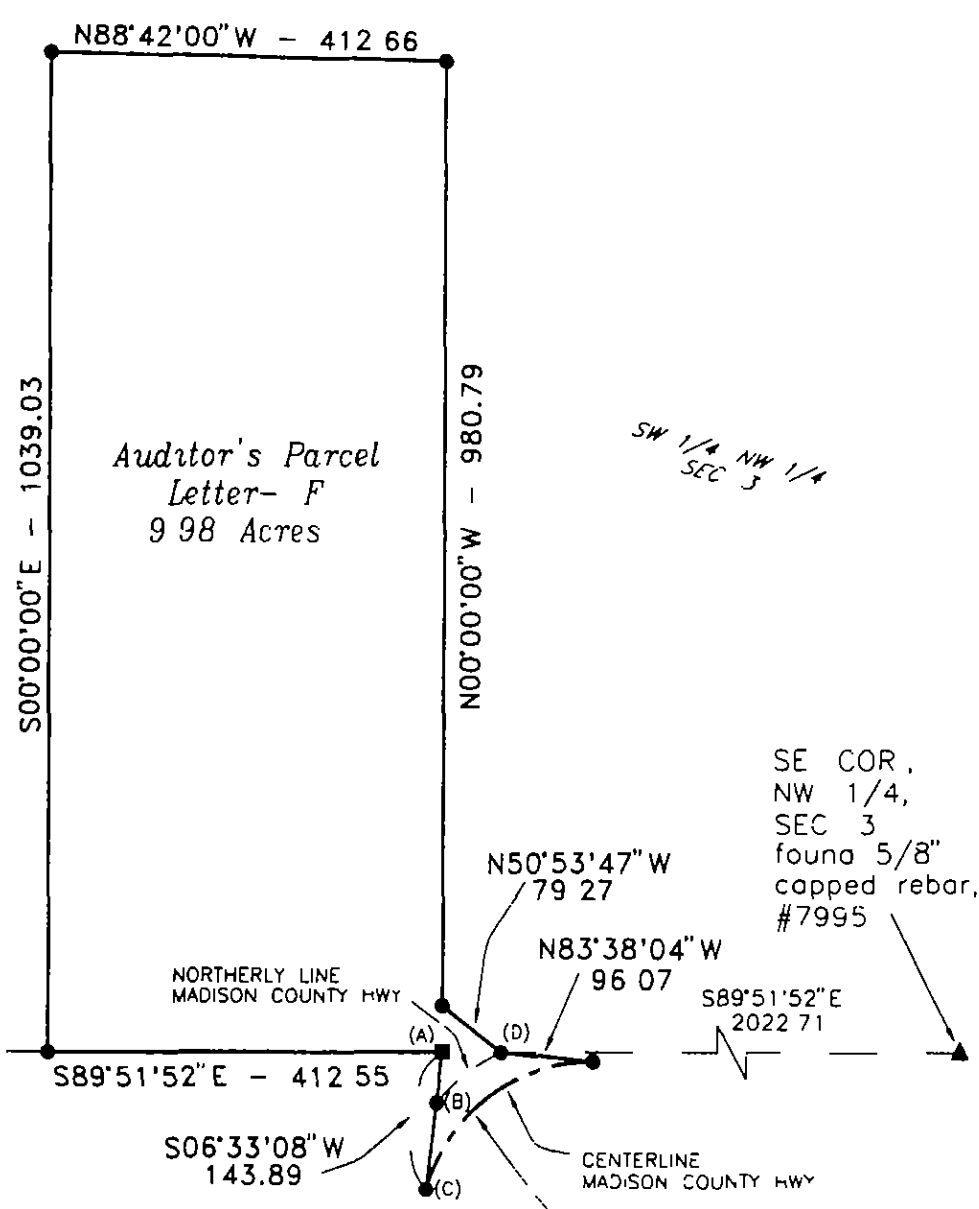 N88°42'00"W - 412 66
S00°00'00"E - 1039.03
Auditor's Parcel
Letter- F
9 98 Acres
N00°00'00"W - 980.79
SW 1/4 NW 1/4
SEC 3
SE COR,
NW 1/4,
SEC 3
founa 5/8"
capped rebar,
#7995
N50°53'47"W
79 27
N83°38'04"W
96 07
NORTHERLY LINE
MADISON COUNTY HWY
S89°51'52"E
2022 71
(A)
(D)
S89°51'52"E - 412 55
(B)
S06°33'08"W
143.89
(C)
CENTERLINE
MADISON COUNTY HWY